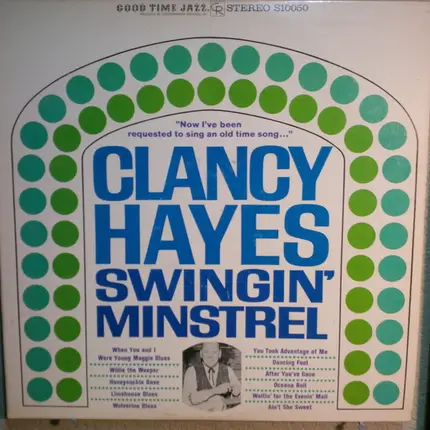 GOOD TIME JAZZ STEREO S10050
"Now I've been
requested to sing an old time song..."
CLANCY
HAYES
SWINGIN'
MINSTREL
When You and I
Were Young Maggie Blues
Willie the Weeper
Honeysuckle Rose
Limehouse Blues
Wolverine Blues
You Took Advantage of Me
Dancing Fool
After You've Gone
Oceana Roll
Waitin' for the Evenin' Mail
Ain't She Sweet